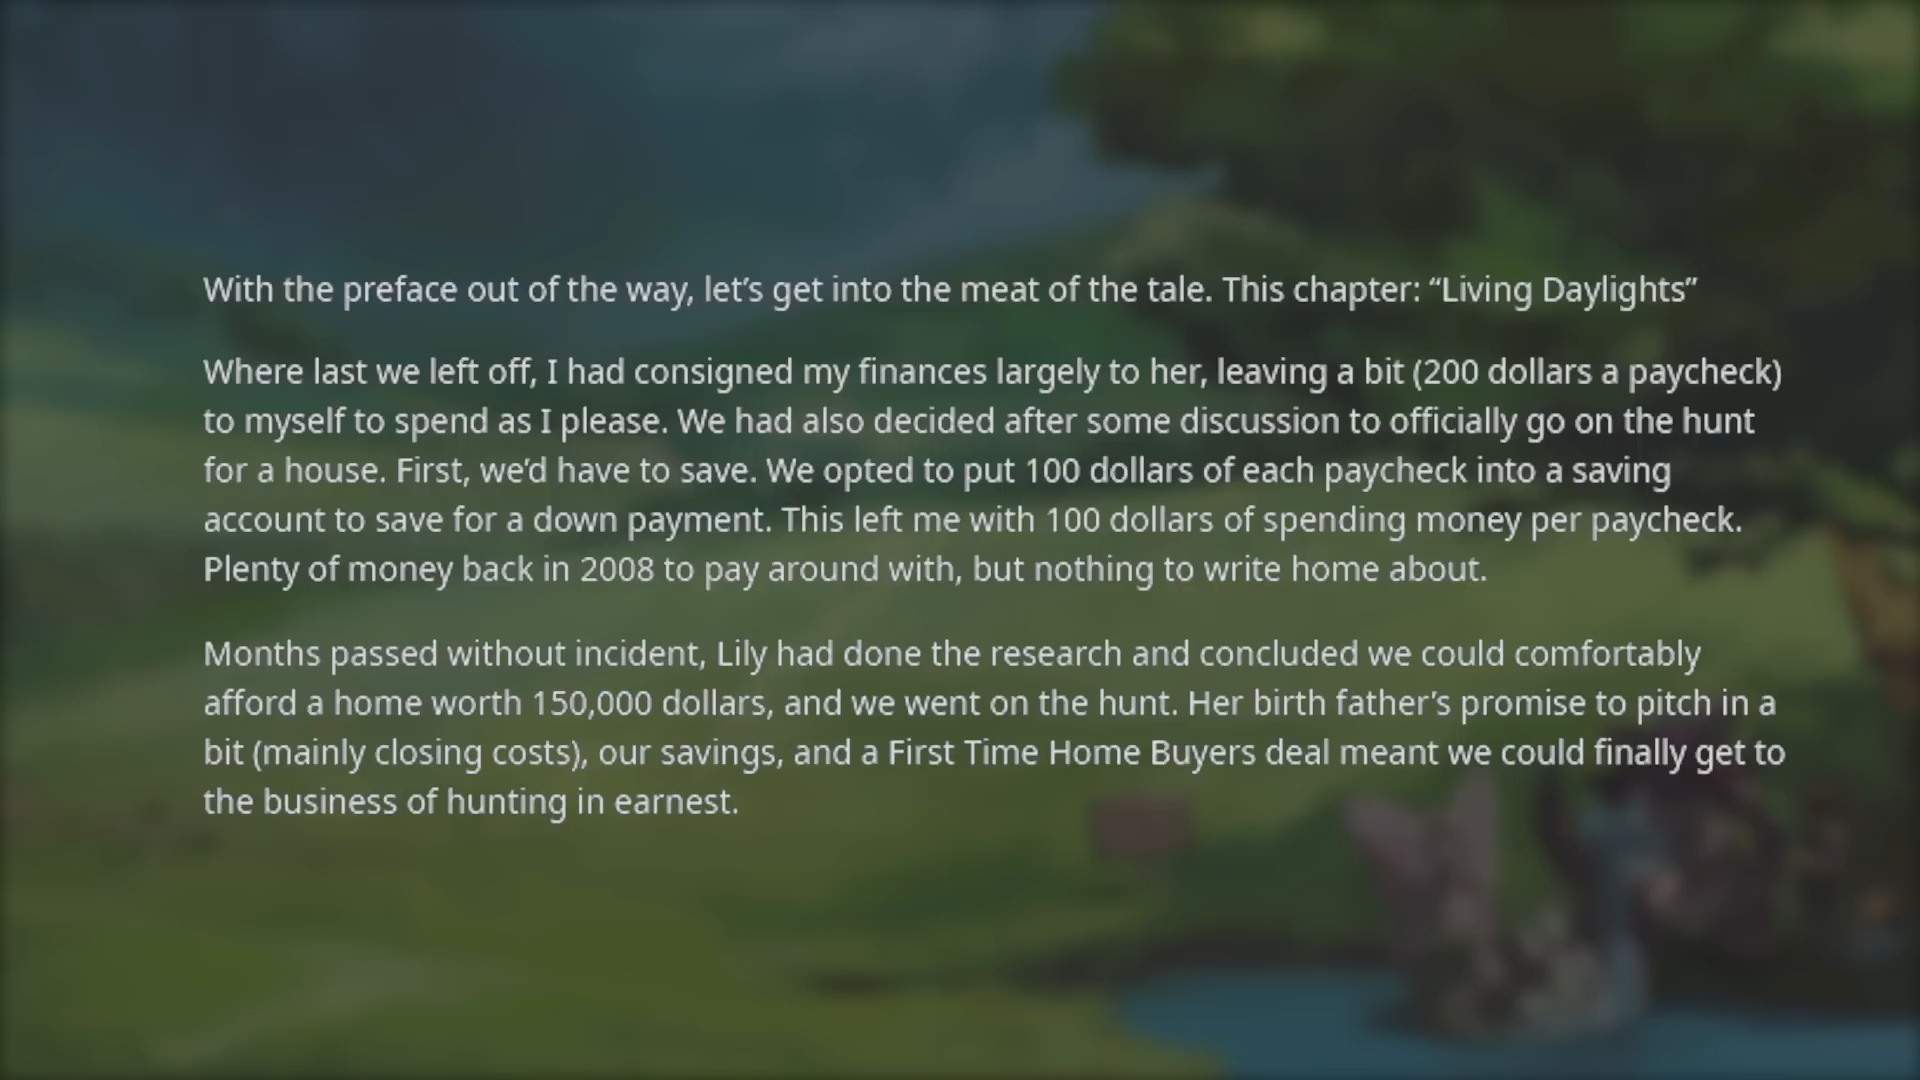 With the preface out of the way, let’s get into the meat of the tale. This chapter: “Living Daylights”
Where last we left off, I had consigned my finances largely to her, leaving a bit (200 dollars a paycheck)
to myself to spend as I please. We had also decided after some discussion to officially go on the hunt
for a house. First, we’d have to save. We opted to put 100 dollars of each paycheck into a saving
account to save for a down payment. This left me with 100 dollars of spending money per paycheck.
Plenty of money back in 2008 to pay around with, but nothing to write home about.
Months passed without incident, Lily had done the research and concluded we could comfortably
afford a home worth 150,000 dollars, and we went on the hunt. Her birth father’s promise to pitch in a
bit (mainly closing costs), our savings, and a First Time Home Buyers deal meant we could finally get to
the business of hunting in earnest.